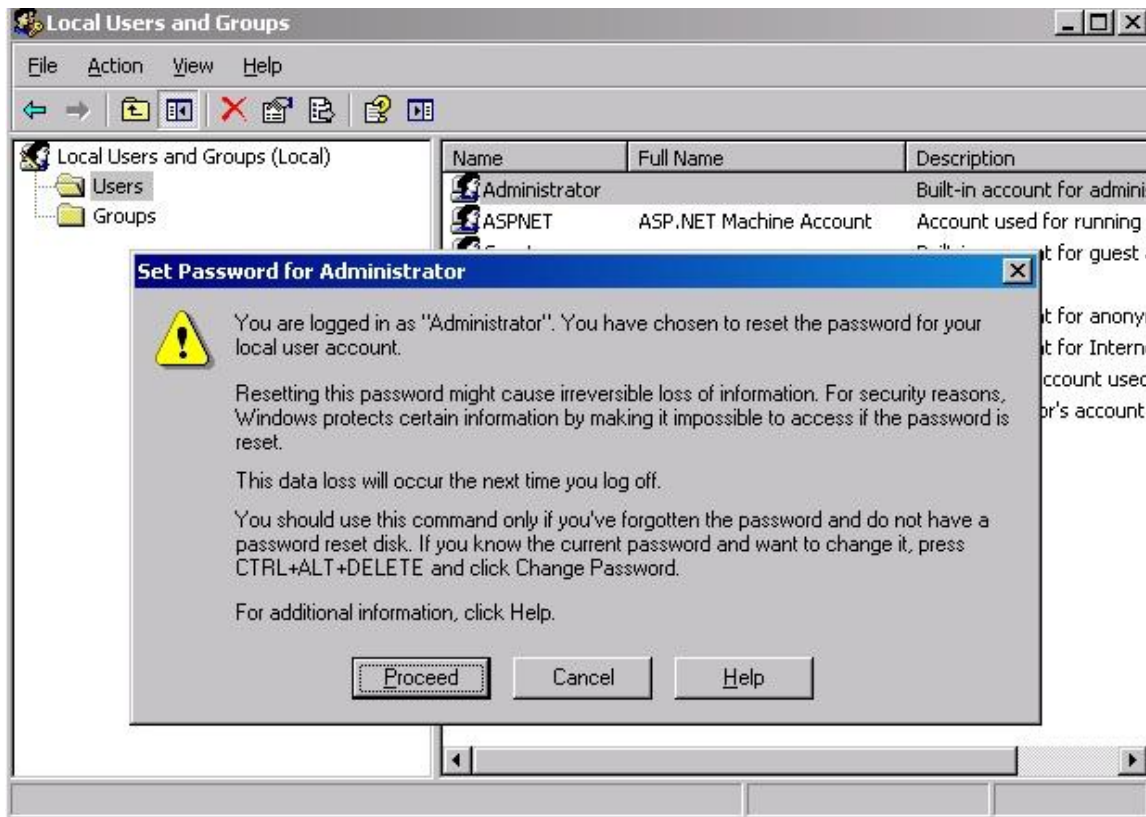 Local Users and Groups
File Action View Help
Local Users and Groups (Local)
Users
Groups
Name Full Name Description
Administrator Built-in account for admini
ASPNET ASP.NET Machine Account Account used for running
t for guest
t for anony
t for Intern
ccount used
or's account
Set Password for Administrator
You are logged in as "Administrator". You have chosen to reset the password for your
local user account.
Resetting this password might cause irreversible loss of information. For security reasons,
Windows protects certain information by making it impossible to access if the password is
reset.
This data loss will occur the next time you log off.
You should use this command only if you've forgotten the password and do not have a
password reset disk. If you know the current password and want to change it, press
CTRL+ALT+DELETE and click Change Password.
For additional information, click Help.
Proceed Cancel Help